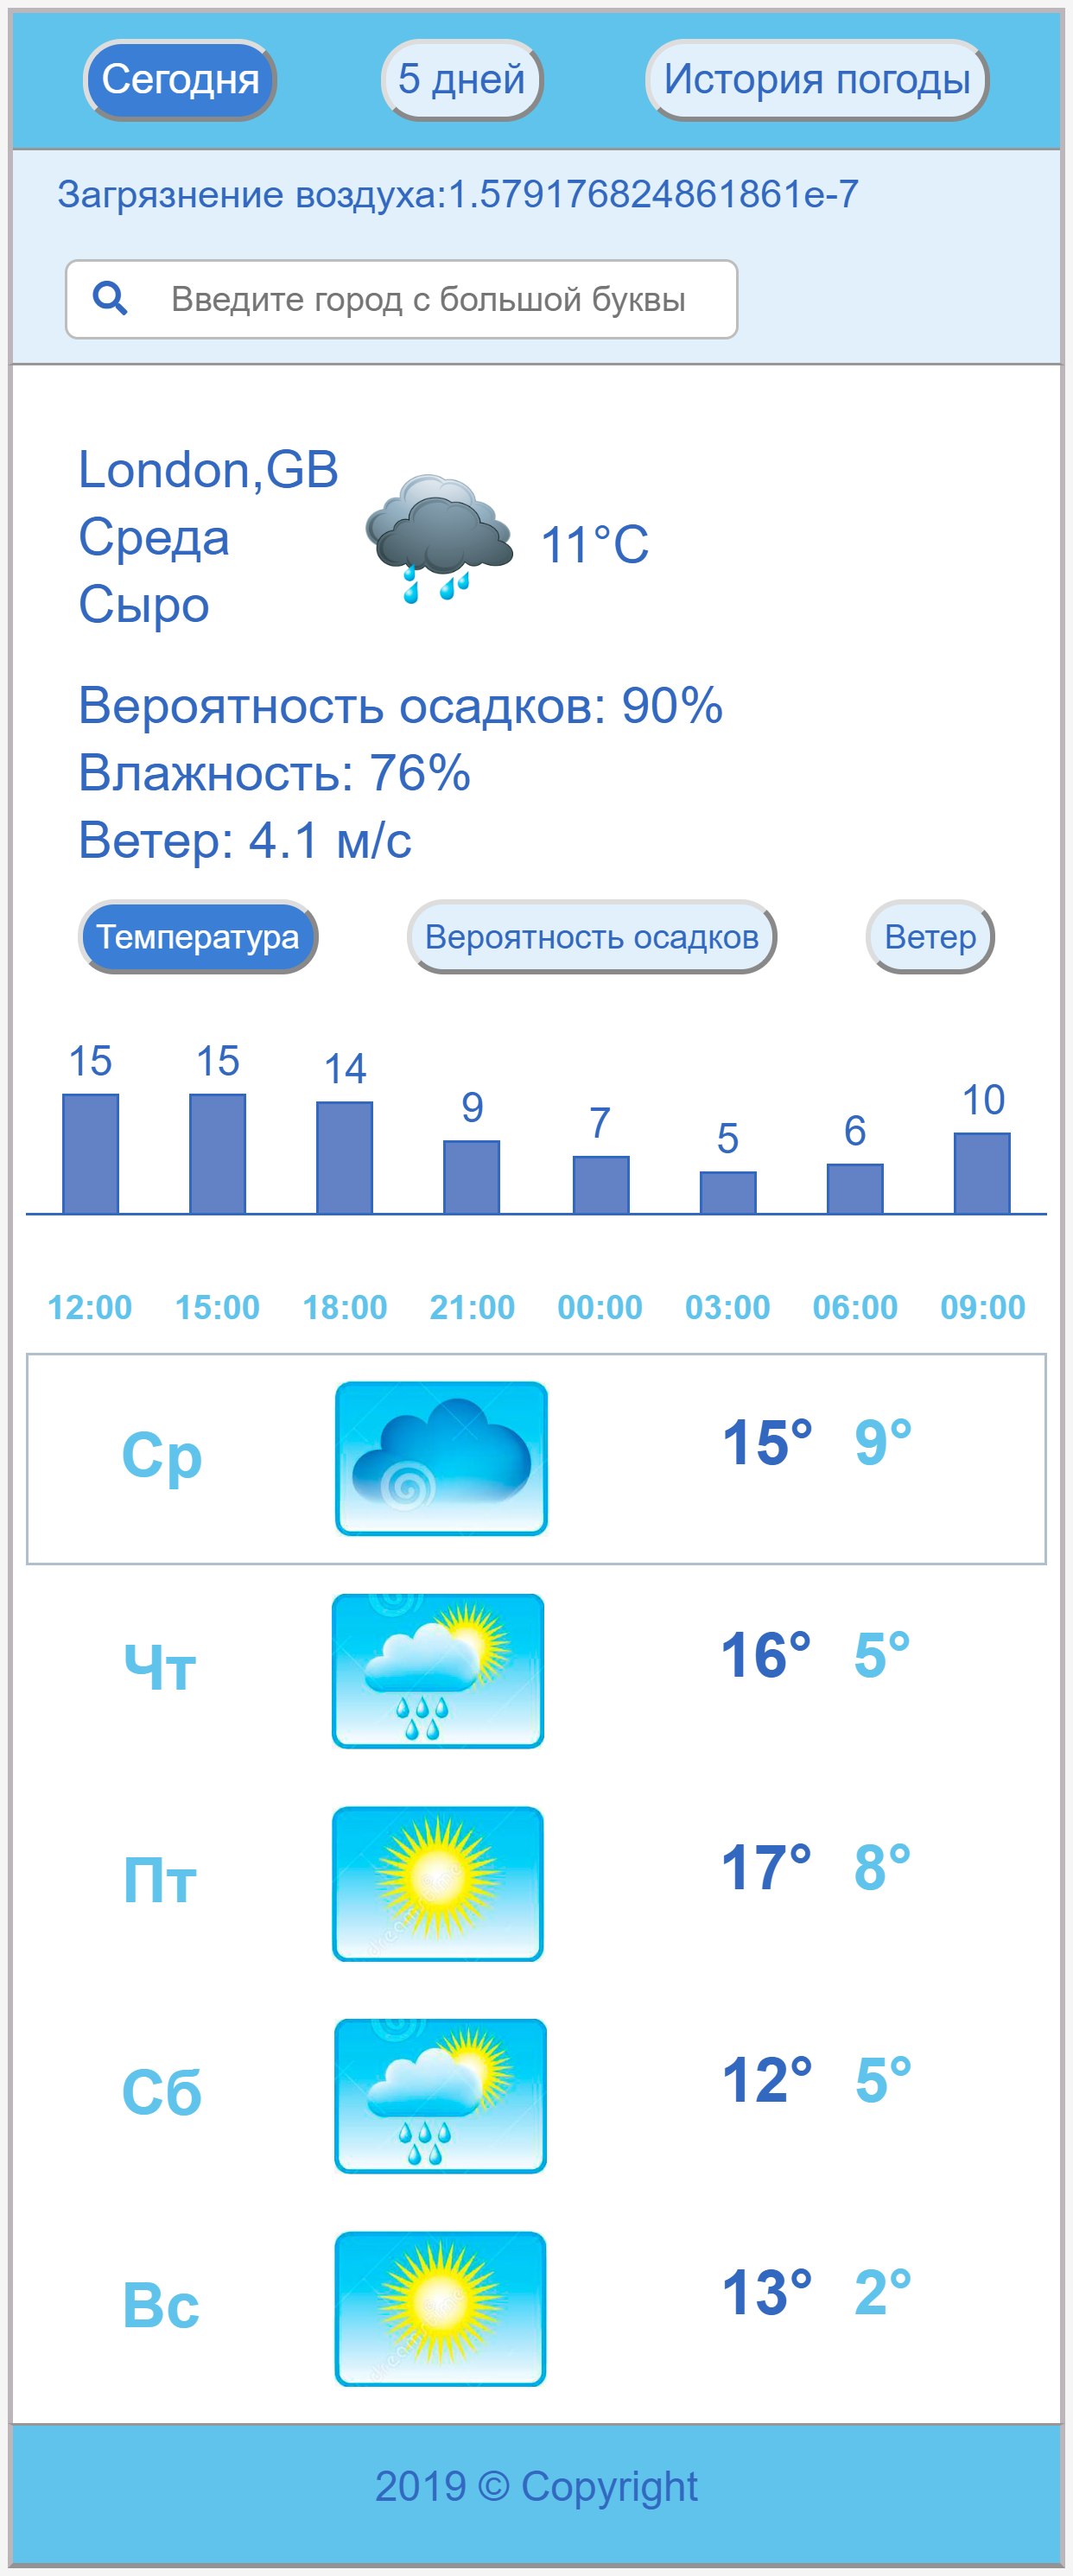 Сегодня 5 дней История погоды
Загрязнение воздуха:1.579176824861861e-7
Введите город с большой буквы
London,GB
Среда
Сыро
11°C
Вероятность осадков: 90%
Влажность: 76%
Ветер: 4.1 м/с
Температура Вероятность осадков Ветер
15 15 14 9 7 5 6 10
12:00 15:00 18:00 21:00 00:00 03:00 06:00 09:00
Ср 15° 9°
Чт 16° 5°
Пт 17° 8°
Сб 12° 5°
Вс 13° 2°
2019 © Copyright